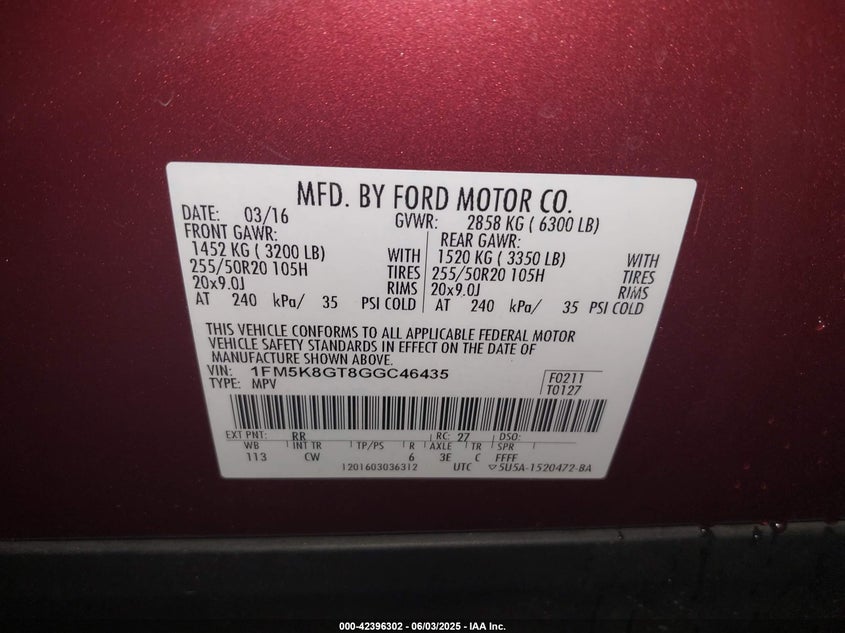 MFD. BY FORD MOTOR CO.
DATE: 03/16 GVWR: 2858 KG ( 6300 LB)
FRONT GAWR: REAR GAWR:
1452 KG ( 3200 LB) WITH 1520 KG ( 3350 LB) WITH
255/50R20 105H TIRES 255/50R20 105H TIRES
20x9.0J RIMS 20x9.0J RIMS
AT 240 kPa/ 35 PSI COLD AT 240 kPa/ 35 PSI COLD
THIS VEHICLE CONFORMS TO ALL APPLICABLE FEDERAL MOTOR
VEHICLE SAFETY STANDARDS IN EFFECT ON THE DATE OF
MANUFACTURE SHOWN ABOVE.
VIN: 1FM5K8GT8GGC46435 F0211
TYPE: MPV T0127
EXT PNT: RR RC: 27 DSO:
WB INT TR TP/PS R AXLE TR SPR
113 CW 6 3E C FFFF
1201603036312 UTC ▽5U5A-1520472-BA
000-42396302 - 06/03/2025 - IAA Inc.